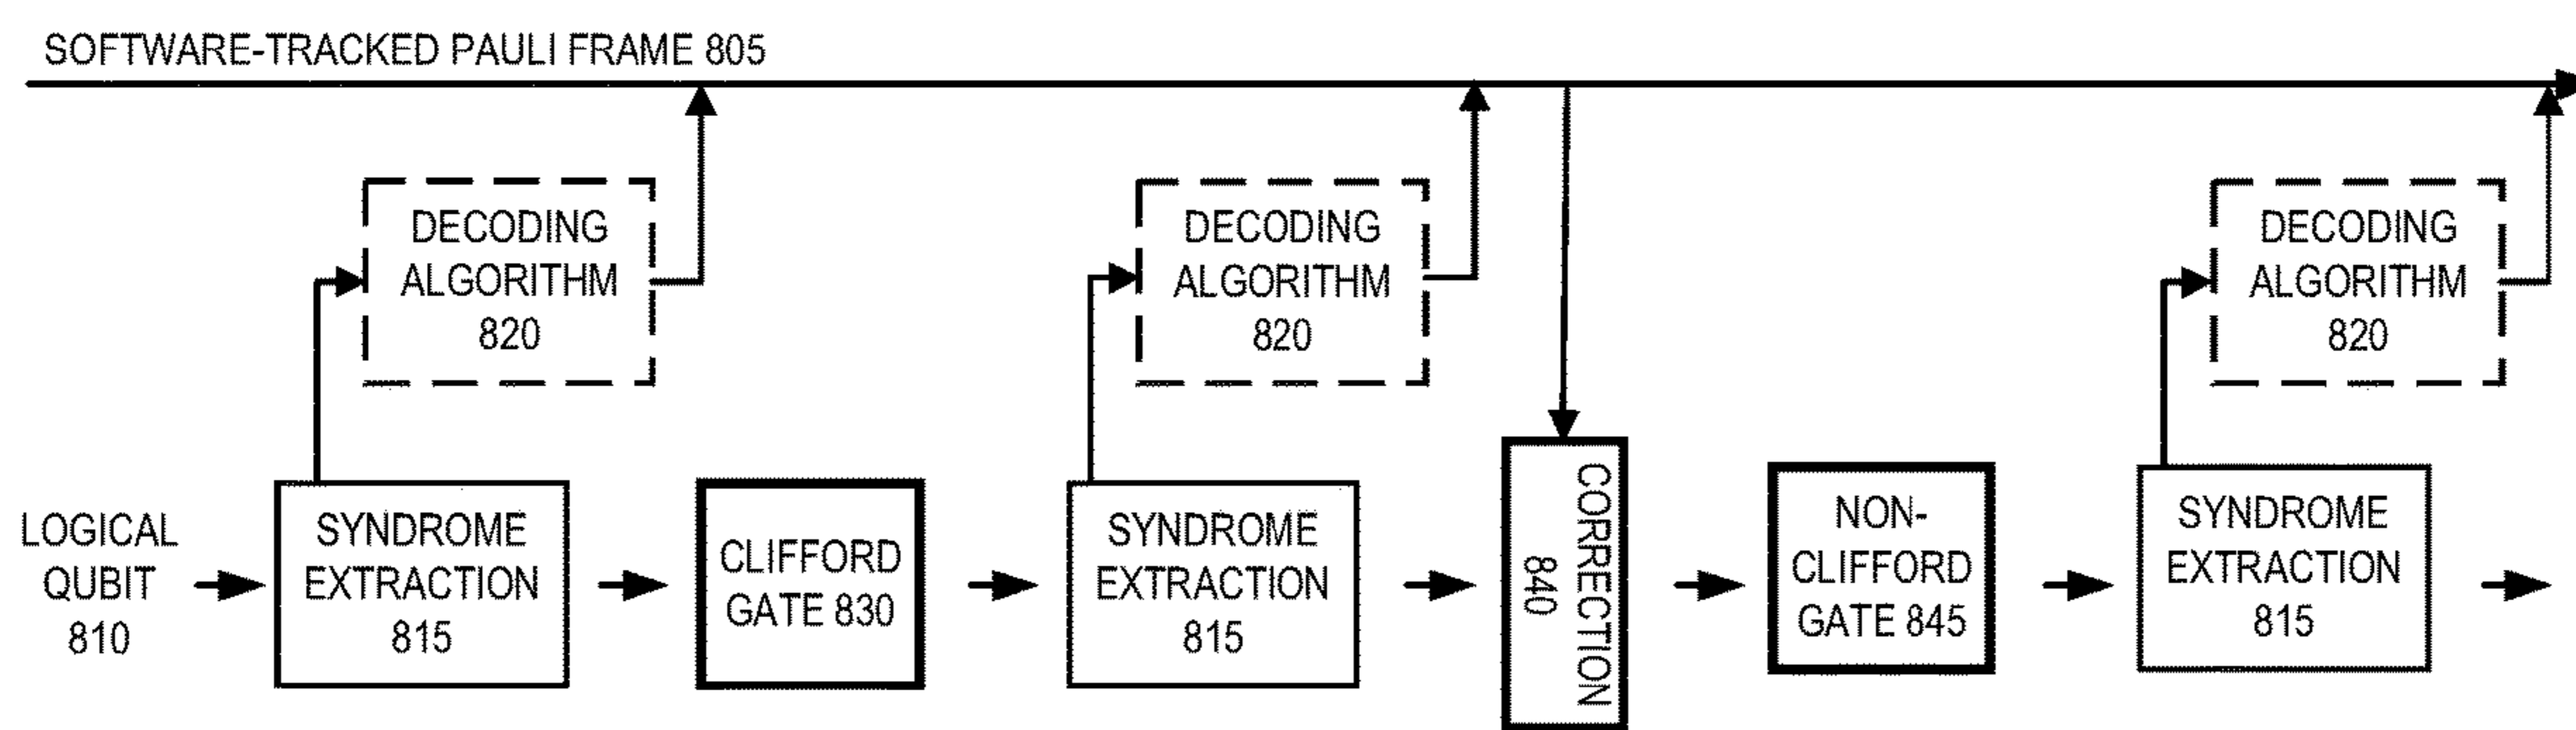 SOFTWARE-TRACKED PAULI FRAME 805
DECODING
ALGORITHM
820
DECODING
ALGORITHM
820
DECODING
ALGORITHM
820
LOGICAL
QUBIT
810
SYNDROME
EXTRACTION
815
CLIFFORD
GATE 830
SYNDROME
EXTRACTION
815
CORRECTION
840
NON-
CLIFFORD
GATE 845
SYNDROME
EXTRACTION
815